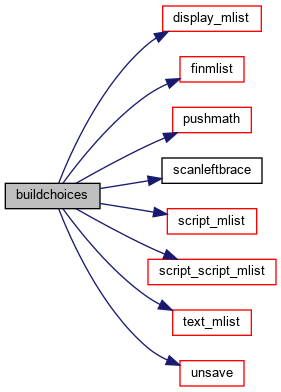 display_mlist
finmlist
pushmath
scanleftbrace
buildchoices
script_mlist
script_script_mlist
text_mlist
unsave